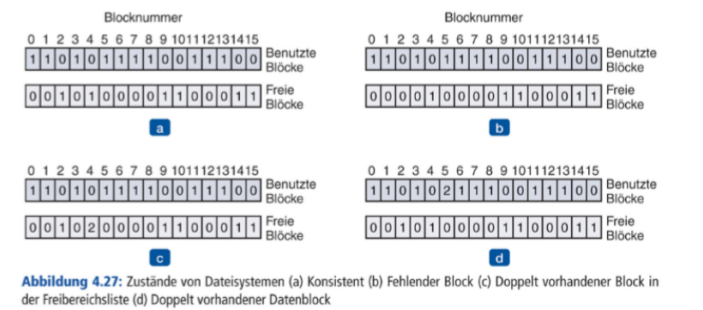 Blocknummer
0 1 2 3 4 5 6 7 8 9 10 11 12 13 14 15
1 1 0 1 0 1 1 1 1 0 0 1 1 1 0 0 Benutzte
Blöcke
0 0 1 0 1 0 0 0 0 1 1 0 0 0 1 1 Freie
Blöcke
a
Blocknummer
0 1 2 3 4 5 6 7 8 9 10 11 12 13 14 15
1 1 0 1 0 1 1 1 1 0 0 1 1 1 0 0 Benutzte
Blöcke
0 0 0 0 1 0 0 0 0 1 1 0 0 0 1 1 Freie
Blöcke
b
0 1 2 3 4 5 6 7 8 9 10 11 12 13 14 15
1 1 0 1 0 1 1 1 1 0 0 1 1 1 0 0 Benutzte
Blöcke
0 0 1 0 2 0 0 0 0 1 1 0 0 0 1 1 Freie
Blöcke
c
0 1 2 3 4 5 6 7 8 9 10 11 12 13 14 15
1 1 0 1 0 2 1 1 1 0 0 1 1 1 0 0 Benutzte
Blöcke
0 0 1 0 1 0 0 0 0 1 1 0 0 0 1 1 Freie
Blöcke
d
Abbildung 4.27: Zustände von Dateisystemen (a) Konsistent (b) Fehlender Block (c) Doppelt vorhandener Block in
der Freibereichsliste (d) Doppelt vorhandener Datenblock